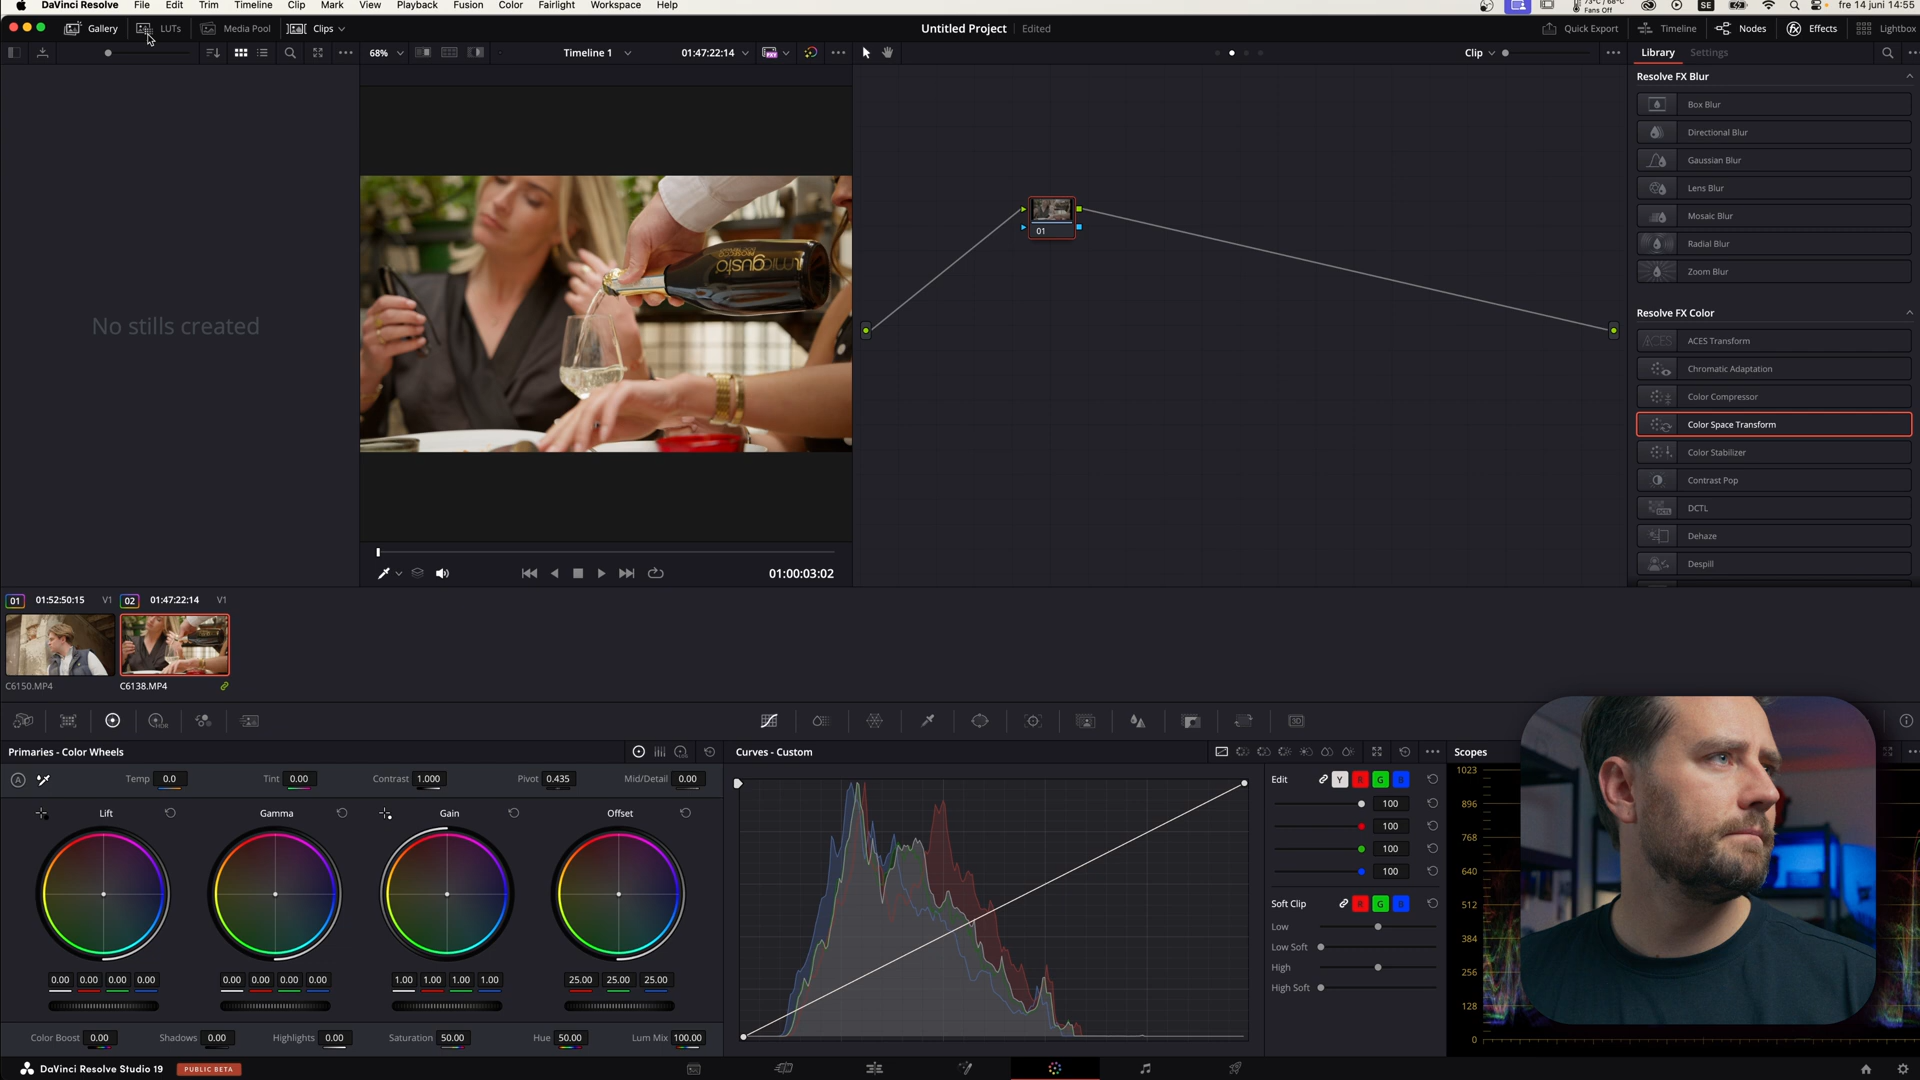 DaVinci Resolve File Edit Trim Timeline Clip Mark View Playback Fusion Color Fairlight Workspace Help
Fans Off
SE
fre 14 juni 14:55
Gallery LUTs Media Pool Clips
Untitled Project Edited
Quick Export Timeline Nodes Effects Lightbox
68% Timeline 1 01:47:22:14
Clip
Library Settings
Resolve FX Blur
Box Blur
Directional Blur
Gaussian Blur
Lens Blur
Mosaic Blur
Radial Blur
Zoom Blur
Resolve FX Color
ACES Transform
Chromatic Adaptation
Color Compressor
Color Space Transform
Color Stabilizer
Contrast Pop
DCTL
Dehaze
Despill
No stills created
01
01:00:03:02
01 01:52:50:15 V1 02 01:47:22:14 V1
C6150.MP4 C6138.MP4
HDR
3D
Primaries - Color Wheels
Temp 0.0 Tint 0.00 Contrast 1.000 Pivot 0.435 Mid/Detail 0.00
Lift Gamma Gain Offset
0.00 0.00 0.00 0.00 0.00 0.00 0.00 0.00 1.00 1.00 1.00 1.00 25.00 25.00 25.00
Color Boost 0.00 Shadows 0.00 Highlights 0.00 Saturation 50.00 Hue 50.00 Lum Mix 100.00
Curves - Custom
Edit Y R G B
100
100
100
100
Soft Clip R G B
Low
Low Soft
High
High Soft
Scopes
1023
896
768
640
512
384
256
128
0
DaVinci Resolve Studio 19 PUBLIC BETA